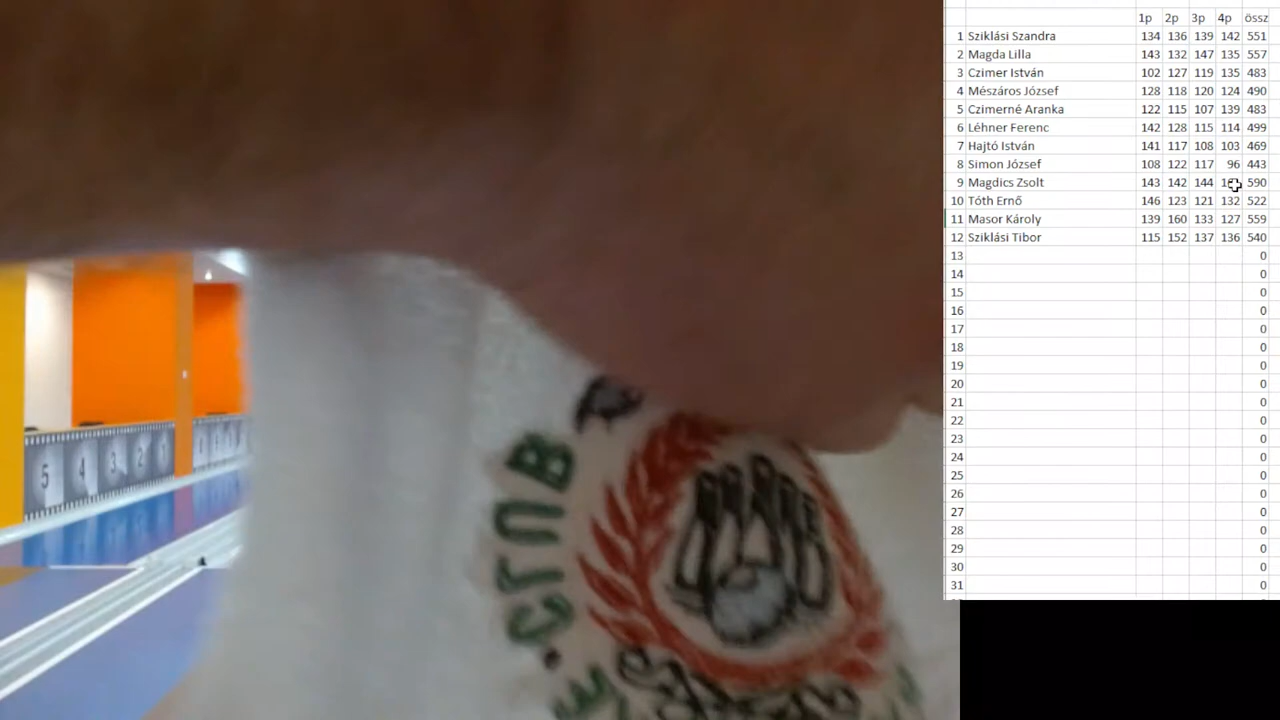 1p 2p 3p 4p össz
1 Sziklási Szandra 134 136 139 142 551
2 Magda Lilla 143 132 147 135 557
3 Czimer István 102 127 119 135 483
4 Mészáros József 128 118 120 124 490
5 Czimerné Aranka 122 115 107 139 483
6 Léhner Ferenc 142 128 115 114 499
7 Hajtó István 141 117 108 103 469
8 Simon József 108 122 117 96 443
9 Magdics Zsolt 143 142 144 590
10 Tóth Ernő 146 123 121 132 522
11 Masor Károly 139 160 133 127 559
12 Sziklási Tibor 115 152 137 136 540
13 0
14 0
15 0
16 0
17 0
18 0
19 0
20 0
21 0
22 0
23 0
24 0
25 0
26 0
27 0
28 0
29 0
30 0
31 0
5 4 3 2 1